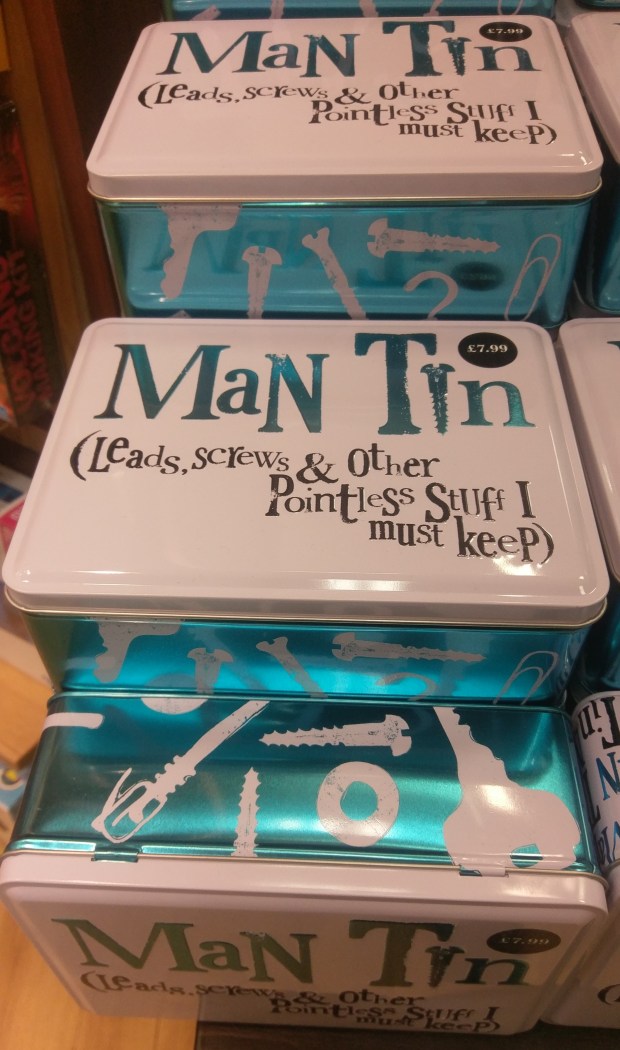 £7.99
MaN Tin
(Leads, screws & Other
Pointless Stuff I
must keep)
£7.99
MaN Tin
(Leads, screws & Other
Pointless Stuff I
must keep)
£7.99
MaN Tin
(Leads, screws & Other
Pointless Stuff I
must keep)